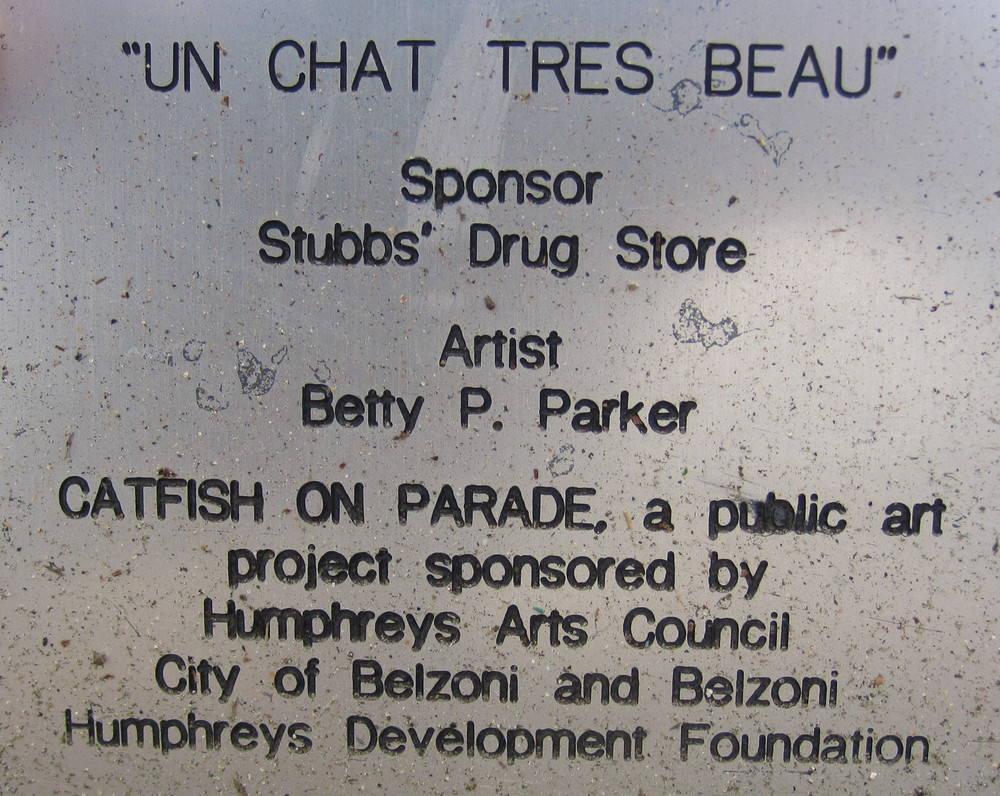 "UN CHAT TRES BEAU"
Sponsor
Stubbs' Drug Store
Artist
Betty P. Parker
CATFISH ON PARADE, a public art
project sponsored by
Humphreys Arts Council
City of Belzoni and Belzoni
Humphreys Development Foundation